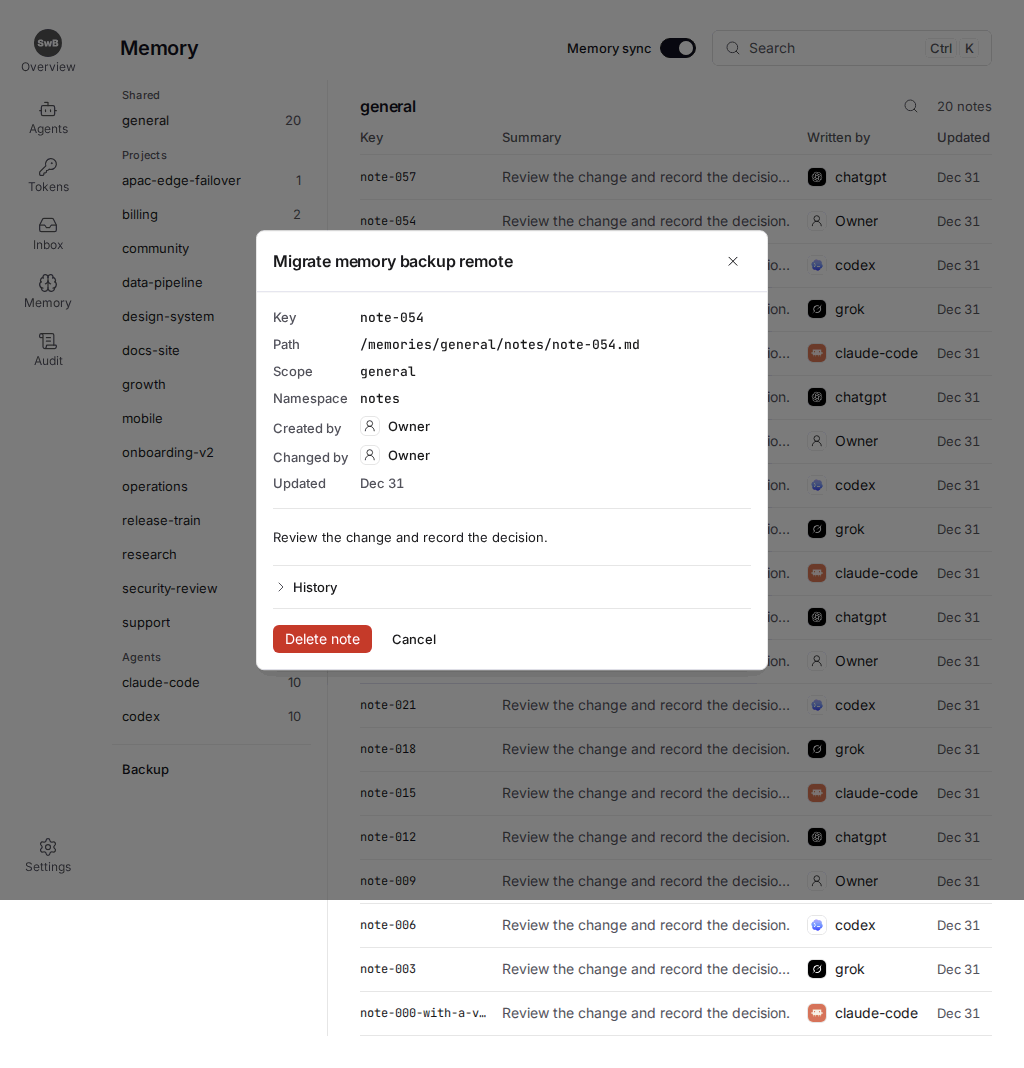 SwB
Overview
Agents
Tokens
Inbox
Memory
Audit
Settings
Memory
Memory sync
Search
Ctrl K
Shared
general 20
Projects
apac-edge-failover 1
billing 2
community
data-pipeline
design-system
docs-site
growth
mobile
onboarding-v2
operations
release-train
research
security-review
support
Agents
claude-code 10
codex 10
Backup
general
20 notes
Key Summary Written by Updated
note-057 Review the change and record the decisio... chatgpt Dec 31
note-054 Review the change and record the decision. Owner Dec 31
io... codex Dec 31
ion. grok Dec 31
io... claude-code Dec 31
ion. chatgpt Dec 31
io... Owner Dec 31
ion. codex Dec 31
io... grok Dec 31
ion. claude-code Dec 31
io... chatgpt Dec 31
ion. Owner Dec 31
note-021 Review the change and record the decisio... codex Dec 31
note-018 Review the change and record the decision. grok Dec 31
note-015 Review the change and record the decisio... claude-code Dec 31
note-012 Review the change and record the decision. chatgpt Dec 31
note-009 Review the change and record the decisio... Owner Dec 31
note-006 Review the change and record the decision. codex Dec 31
note-003 Review the change and record the decisio... grok Dec 31
note-000-with-a-v… Review the change and record the decision. claude-code Dec 31
Migrate memory backup remote
Key note-054
Path /memories/general/notes/note-054.md
Scope general
Namespace notes
Created by Owner
Changed by Owner
Updated Dec 31
Review the change and record the decision.
History
Delete note Cancel